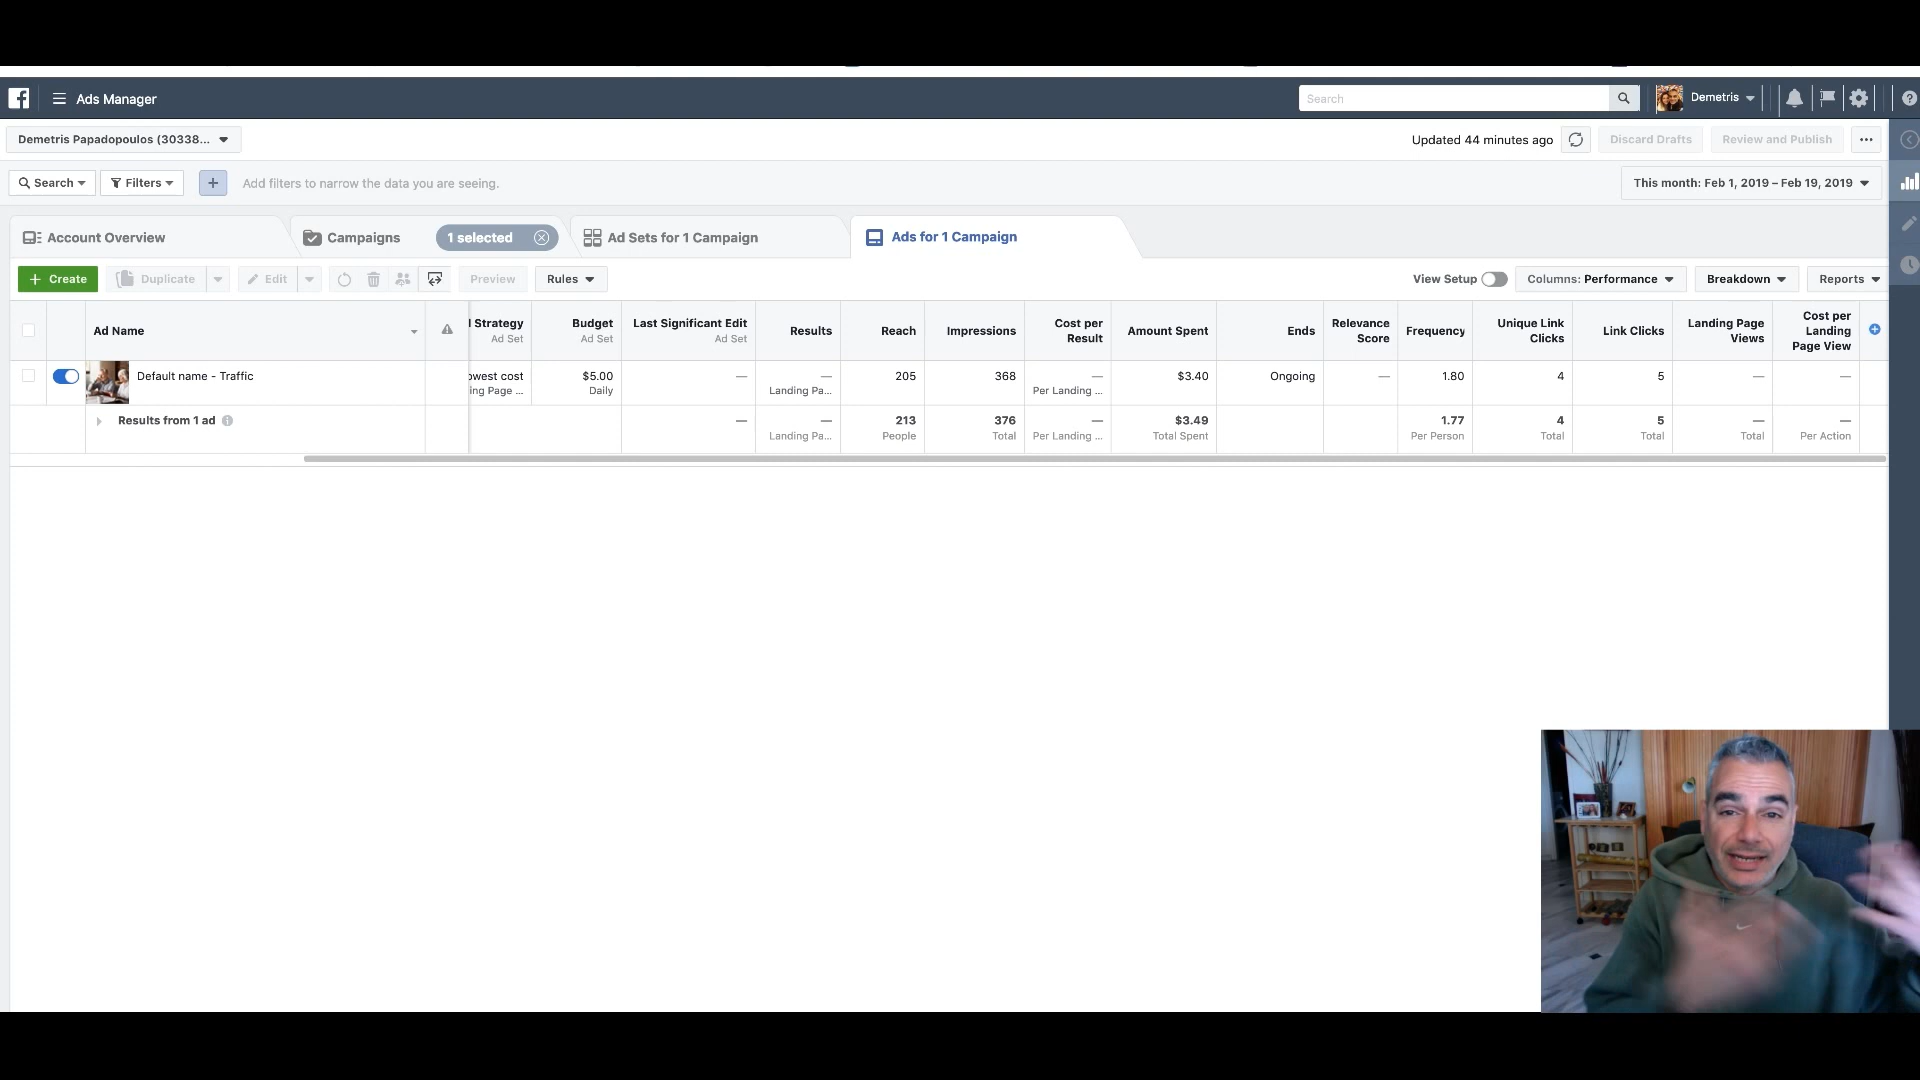 Ads Manager
Search
Demetris
Demetris Papadopoulos (30338...
Updated 44 minutes ago
Discard Drafts
Review and Publish
Search
Filters
Add filters to narrow the data you are seeing.
This month: Feb 1, 2019 – Feb 19, 2019
Account Overview
Campaigns
1 selected
Ad Sets for 1 Campaign
Ads for 1 Campaign
+ Create
Duplicate
Edit
Preview
Rules
View Setup
Columns: Performance
Breakdown
Reports
Ad Name
Strategy
Ad Set
Budget
Ad Set
Last Significant Edit
Ad Set
Results
Reach
Impressions
Cost per
Result
Amount Spent
Ends
Relevance
Score
Frequency
Unique Link
Clicks
Link Clicks
Landing Page
Views
Cost per
Landing
Page View
Default name - Traffic
owest cost
ing Page ...
$5.00
Daily
—
—
Landing Pa...
205
368
—
Per Landing ...
$3.40
Ongoing
—
1.80
4
5
—
—
Results from 1 ad
—
—
Landing Pa...
213
People
376
Total
—
Per Landing ...
$3.49
Total Spent
1.77
Per Person
4
Total
5
Total
—
Total
—
Per Action